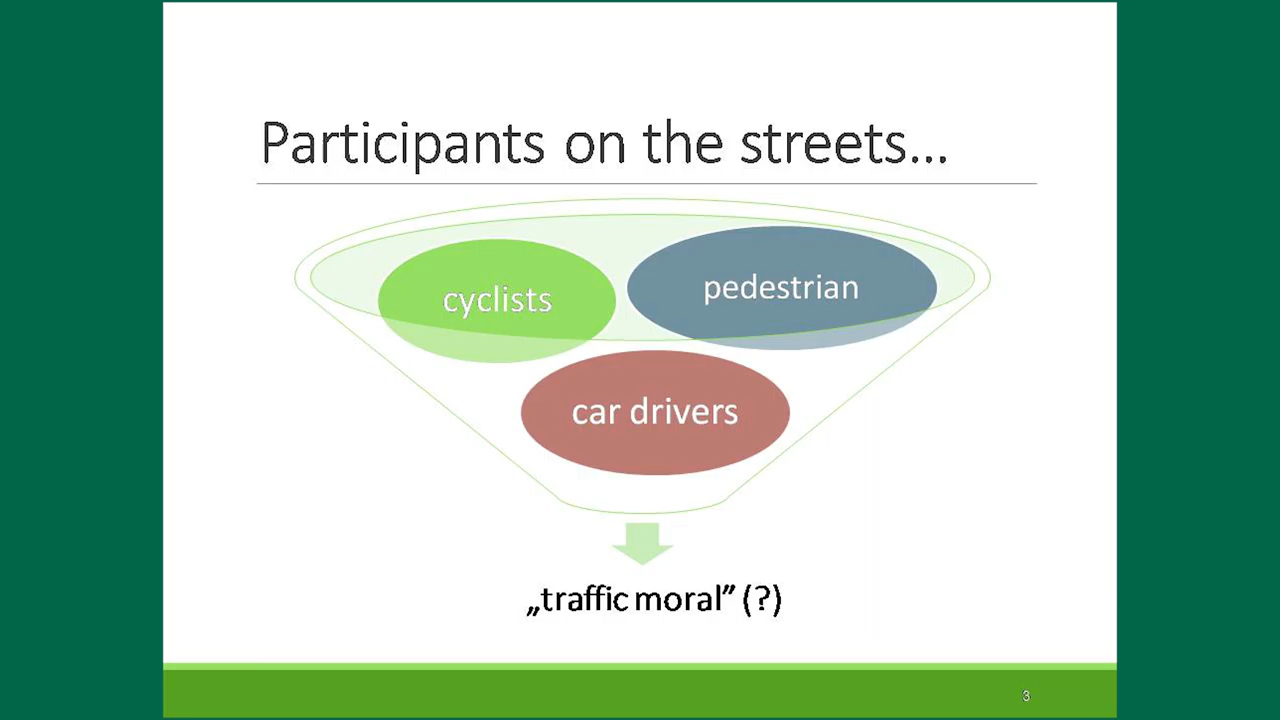 Participants on the streets...
cyclists
pedestrian
car drivers
„traffic moral” (?)
3